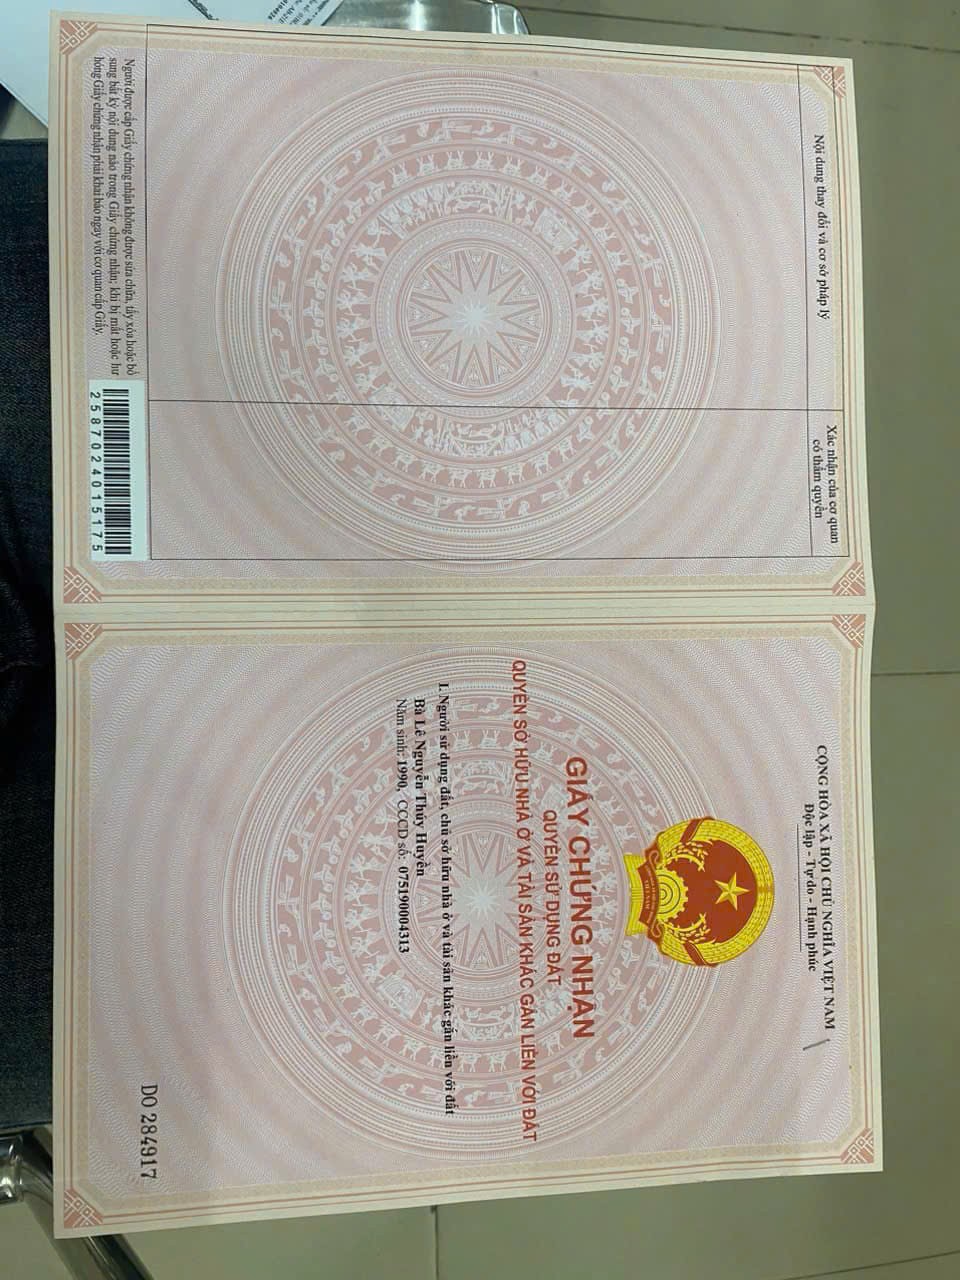 Nội dung thay đổi và cơ sở pháp lý
Xác nhận của cơ quan
có thẩm quyền
Người được cấp Giấy chứng nhận không được sửa chữa, tẩy xóa hoặc bổ
sung bất kỳ nội dung nào trong Giấy chứng nhận; khi bị mất hoặc hư
hỏng Giấy chứng nhận phải khai báo ngay với cơ quan cấp Giấy.
2587024015175
CỘNG HÒA XÃ HỘI CHỦ NGHĨA VIỆT NAM
Độc lập - Tự do - Hạnh phúc
GIẤY CHỨNG NHẬN
QUYỀN SỬ DỤNG ĐẤT
QUYỀN SỞ HỮU NHÀ Ở VÀ TÀI SẢN KHÁC GẮN LIỀN VỚI ĐẤT
I. Người sử dụng đất, chủ sở hữu nhà ở và tài sản khác gắn liền với đất
Bà Lê Nguyễn Thúy Huyền
Năm sinh: 1990, CCCD số: 075190004313
DO 284917